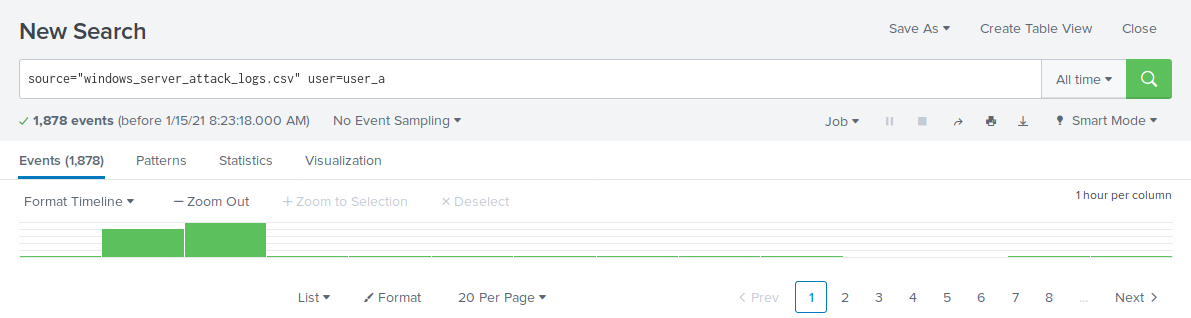 New Search
Save As Create Table View Close
source="windows_server_attack_logs.csv" user=user_a
All time
1,878 events (before 1/15/21 8:23:18.000 AM) No Event Sampling
Job Smart Mode
Events (1,878) Patterns Statistics Visualization
Format Timeline — Zoom Out + Zoom to Selection × Deselect
1 hour per column
List Format 20 Per Page
< Prev 1 2 3 4 5 6 7 8 ... Next >